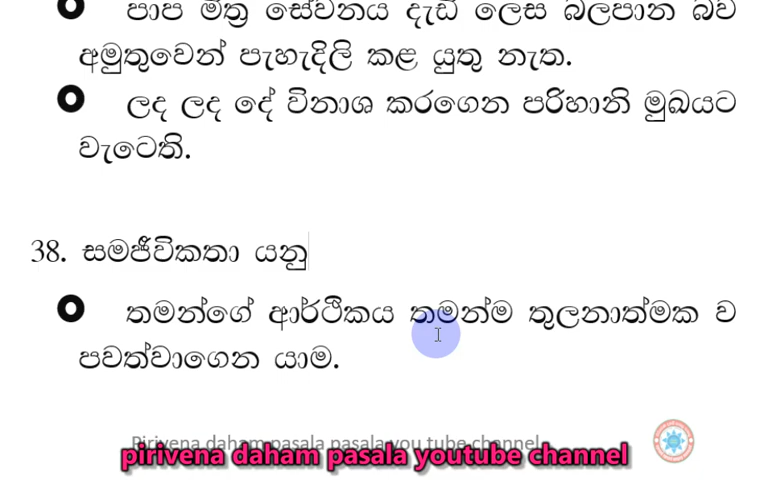 පාප මිත්‍ර සේවනය දැඩි ලෙස බලපාන බව
අමුතුවෙන් පැහැදිලි කළ යුතු නැත.
ලද ලද දේ විනාශ කරගෙන පරිහානි මුඛයට
වැටෙති.
38. සමජීවිකතා යනු
තමන්ගේ ආර්ථිකය තමන්ම තුලනාත්මක ව
පවත්වාගෙන යාම.
Pirivena daham pasala pasala you tube channel
pirivena daham pasala youtube channel